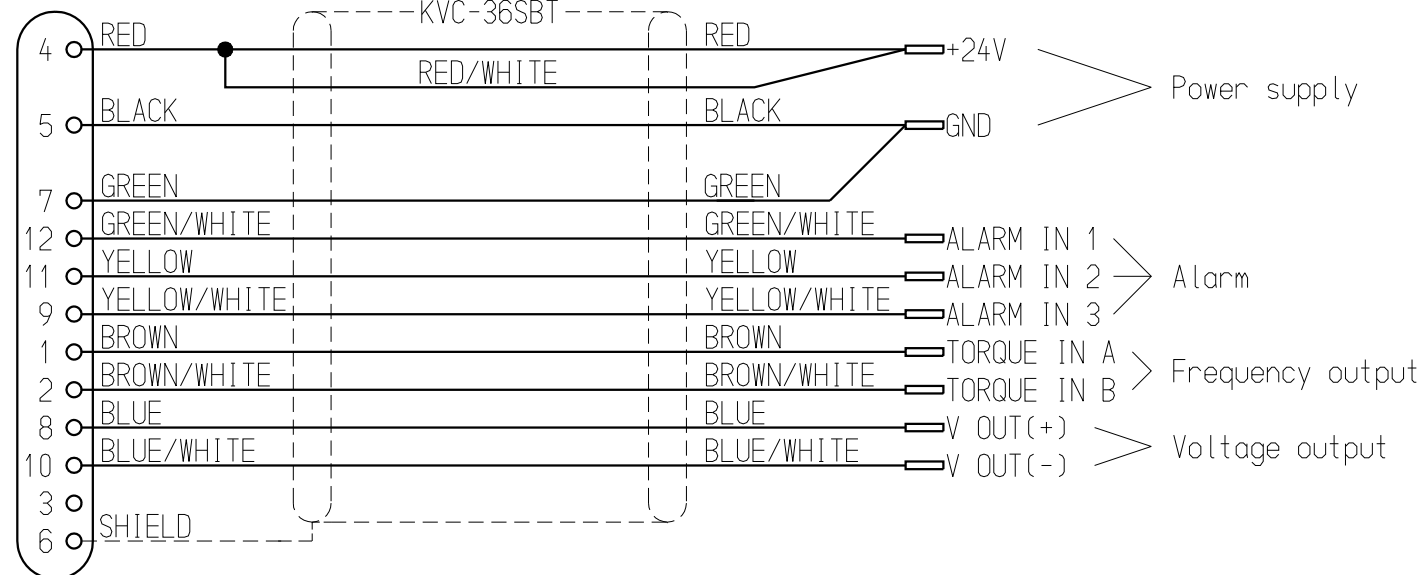 KVC-36SBT
4 RED RED +24V
RED/WHITE
Power supply
5 BLACK BLACK GND
7 GREEN GREEN
12 GREEN/WHITE GREEN/WHITE ALARM IN 1
11 YELLOW YELLOW ALARM IN 2 Alarm
9 YELLOW/WHITE YELLOW/WHITE ALARM IN 3
1 BROWN BROWN TORQUE IN A
Frequency output
2 BROWN/WHITE BROWN/WHITE TORQUE IN B
8 BLUE BLUE V OUT(+)
Voltage output
10 BLUE/WHITE BLUE/WHITE V OUT(-)
3
6 SHIELD